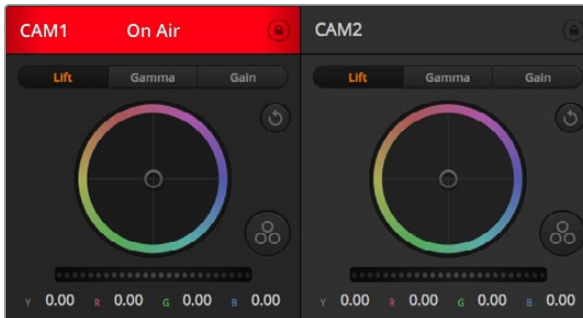 CAM1 On Air
Lift Gamma Gain
Y 0.00 R 0.00 G 0.00 B 0.00
CAM2
Lift Gamma Gain
Y 0.00 R 0.00 G 0.00 B 0.00